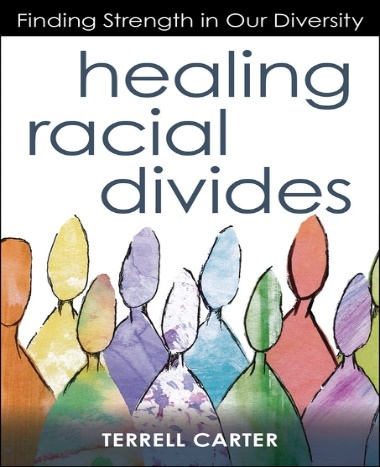 Finding Strength in Our Diversity
healing
racial
divides
TERRELL CARTER